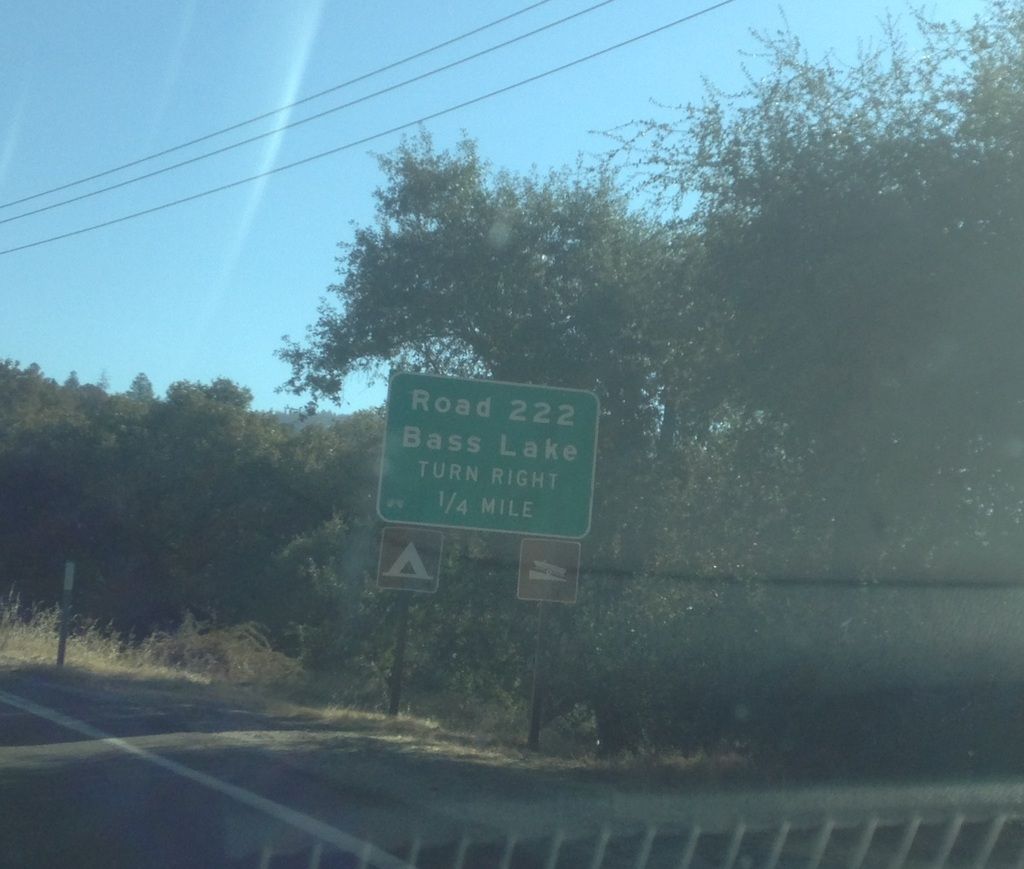 Road 222
Bass Lake
TURN RIGHT
1/4 MILE